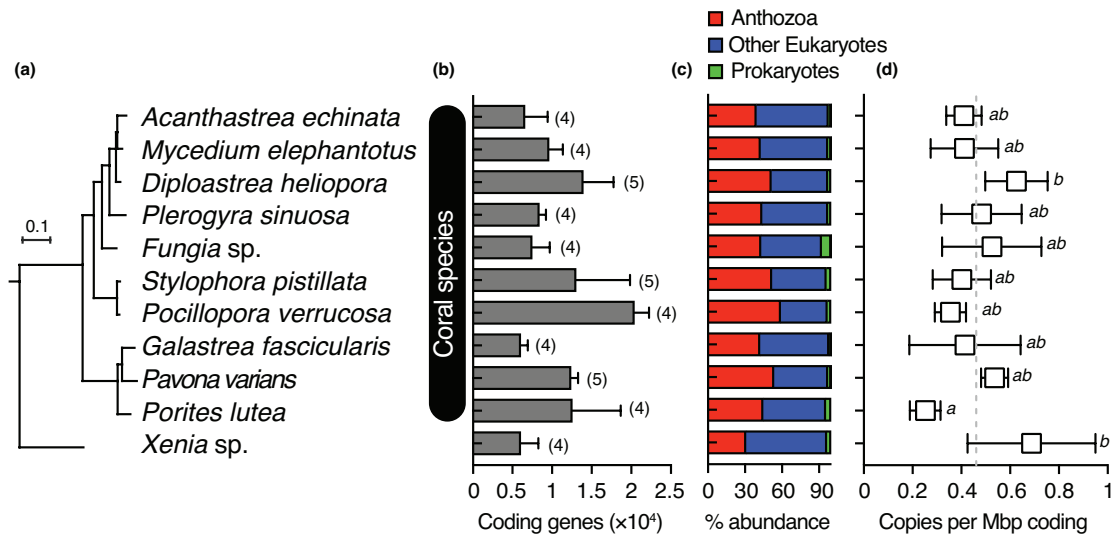 Anthozoa
Other Eukaryotes
Prokaryotes
(a)
(b)
(c)
(d)
0.1
Acanthastrea echinata
Mycedium elephantotus
Diploastrea heliopora
Plerogyra sinuosa
Fungia sp.
Stylophora pistillata
Pocillopora verrucosa
Galastrea fascicularis
Pavona varians
Porites lutea
Xenia sp.
Coral species
(4)
(4)
(5)
(4)
(4)
(5)
(4)
(4)
(5)
(4)
(4)
0 0.5 1 1.5 2 2.5
Coding genes (×10⁴)
0 30 60 90
% abundance
ab
ab
b
ab
ab
ab
ab
ab
ab
a
b
0 0.2 0.4 0.6 0.8 1
Copies per Mbp coding